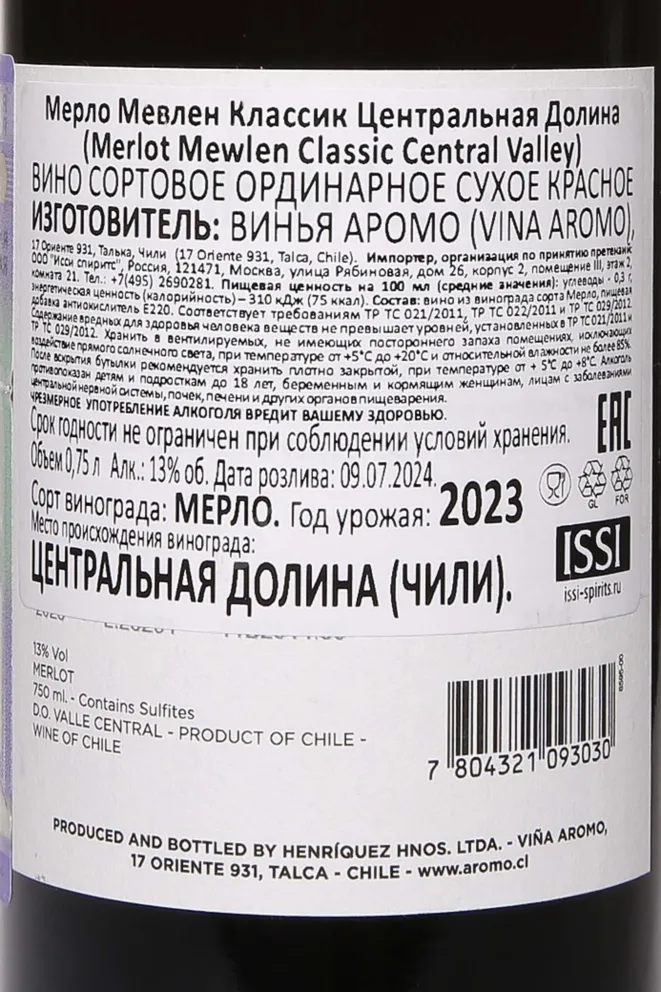 Мерло Мевлен Классик Центральная Долина
(Merlot Mewlen Classic Central Valley)
ВИНО СОРТОВОЕ ОРДИНАРНОЕ СУХОЕ КРАСНОЕ
ИЗГОТОВИТЕЛЬ: ВИНЬЯ АРОМО (VINA AROMO),
17 Ориенте 931, Талька, Чили (17 Oriente 931, Talca, Chile). Импортер, организация по принятию претензий:
ООО "Исси спиритс", Россия, 121471, Москва, улица Рябиновая, дом 26, корпус 2, помещение III, этаж 2,
комната 21. Тел.: +7(495) 2690281. Пищевая ценность на 100 мл (средние значения): углеводы - 0,3 г,
энергетическая ценность (калорийность) – 310 кДж (75 ккал). Состав: вино из винограда сорта Мерло, пищевая
добавка антиокислитель Е220. Соответствует требованиям ТР ТС 021/2011, ТР ТС 022/2011 и ТР ТС 029/2012.
Содержание вредных для здоровья человека веществ не превышает уровней, установленных в ТР ТС 021/2011 и
ТР ТС 029/2012. Хранить в вентилируемых, не имеющих постороннего запаха помещениях, исключающих
воздействие прямого солнечного света, при температуре от +5°С до +20°С и относительной влажности не более 85%.
После вскрытия бутылки рекомендуется хранить плотно закрытой, при температуре от + 5°С до +8°С. Алкоголь
противопоказан детям и подросткам до 18 лет, беременным и кормящим женщинам, лицам с заболеваниями
центральной нервной системы, почек, печени и других органов пищеварения.
ЧРЕЗМЕРНОЕ УПОТРЕБЛЕНИЕ АЛКОГОЛЯ ВРЕДИТ ВАШЕМУ ЗДОРОВЬЮ.
Срок годности не ограничен при соблюдении условий хранения.
EAC
Объем 0,75 л Алк.: 13% об. Дата розлива: 09.07.2024.
GL FOR
Сорт винограда: МЕРЛО. Год урожая: 2023
Место происхождения винограда:
ЦЕНТРАЛЬНАЯ ДОЛИНА (ЧИЛИ).
ISSI
issi-spirits.ru
13% Vol
MERLOT
750 ml. - Contains Sulfites
D.O. VALLE CENTRAL - PRODUCT OF CHILE -
WINE OF CHILE
8595-00
7 804321 093030
PRODUCED AND BOTTLED BY HENRÍQUEZ HNOS. LTDA. - VIÑA AROMO,
17 ORIENTE 931, TALCA - CHILE - www.aromo.cl